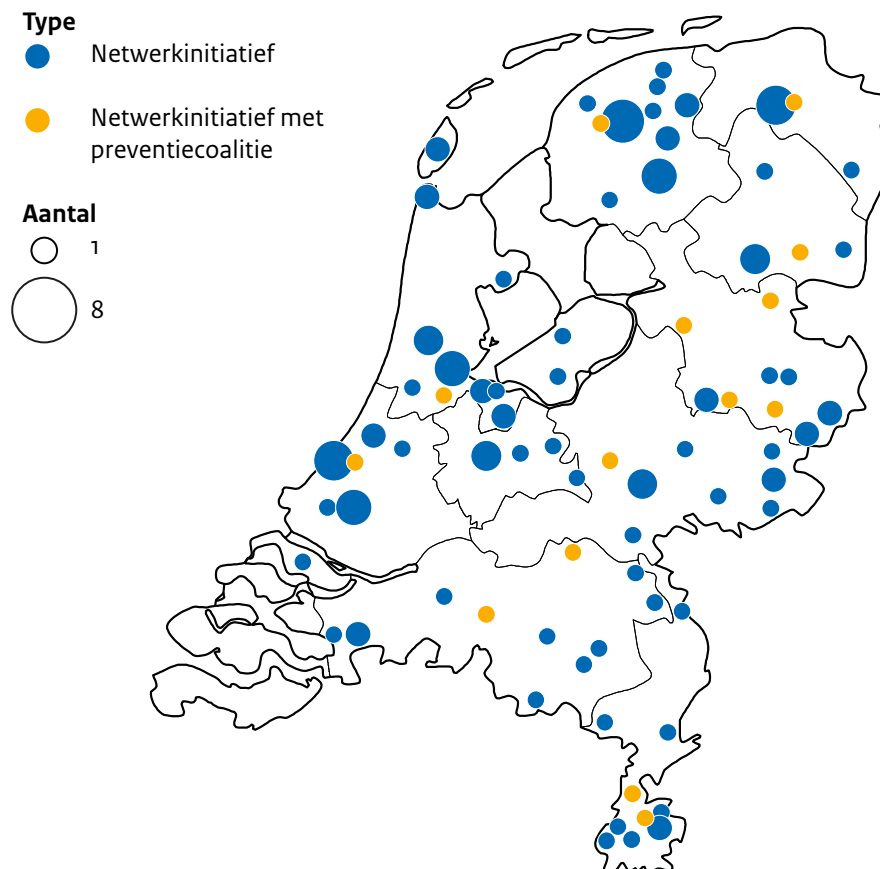 Type
Netwerkinitiatief
Netwerkinitiatief met
preventiecoalitie
Aantal
1
8